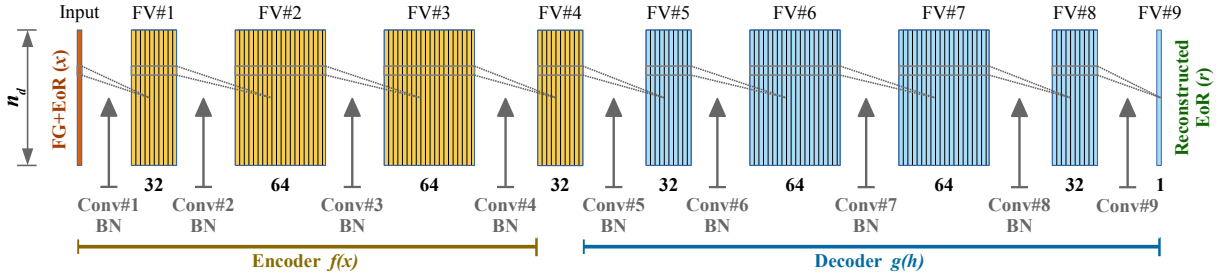 Input FV#1 FV#2 FV#3 FV#4 FV#5 FV#6 FV#7 FV#8 FV#9
n_d
FG+EoR (x)
Reconstructed
EoR (r)
32 64 64 32 32 64 64 32 1
Conv#1 Conv#2 Conv#3 Conv#4 Conv#5 Conv#6 Conv#7 Conv#8 Conv#9
BN BN BN BN BN BN BN BN
Encoder f(x) Decoder g(h)